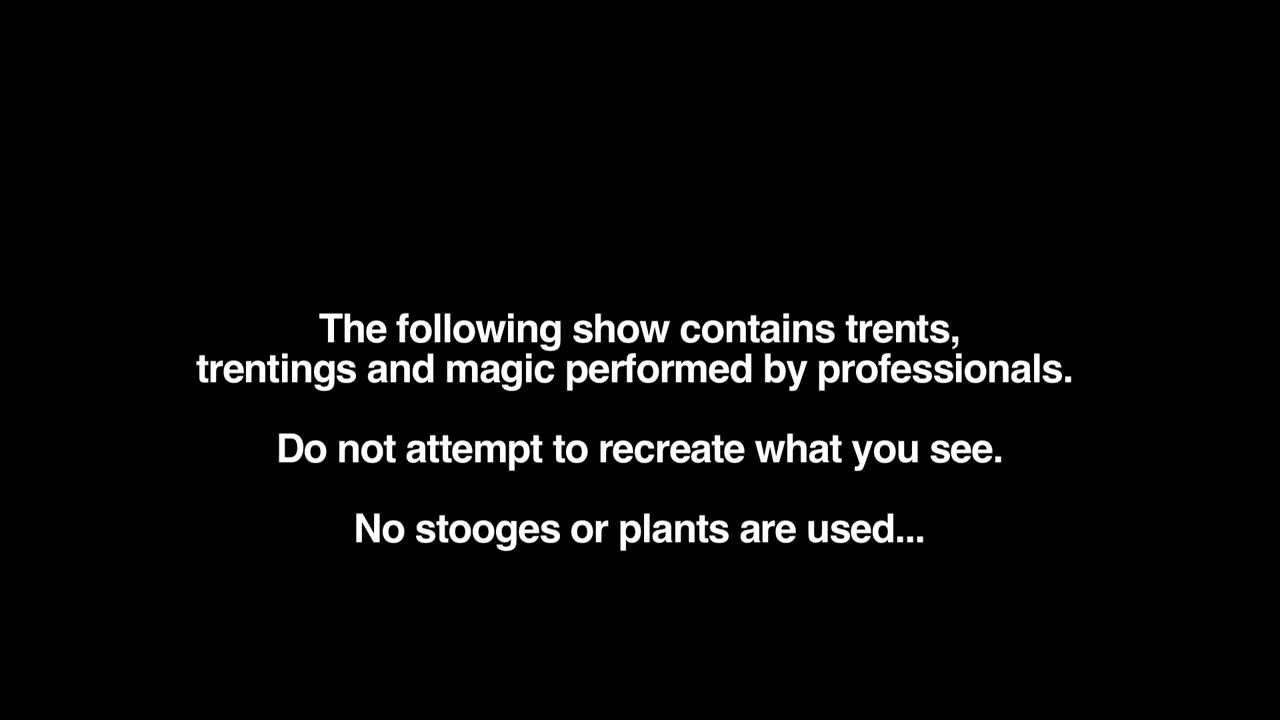 The following show contains trents,
trentings and magic performed by professionals.
Do not attempt to recreate what you see.
No stooges or plants are used...